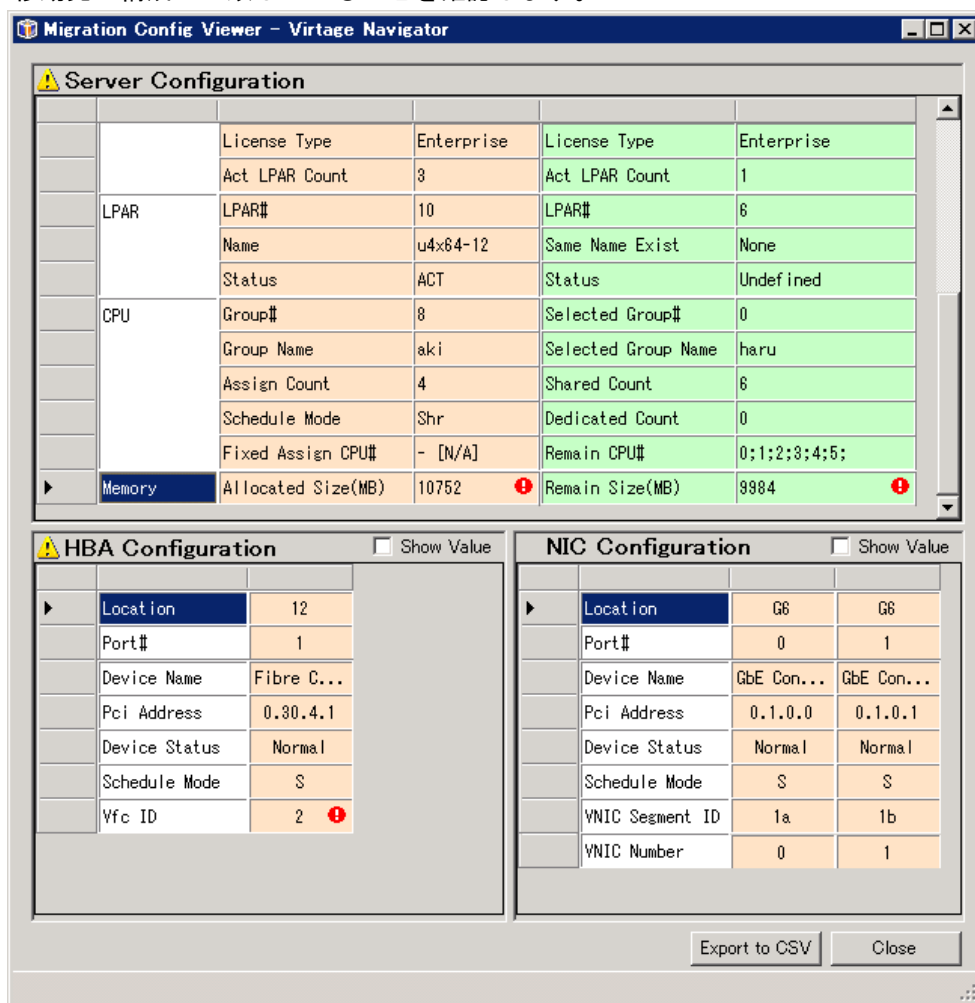 Migration Config Viewer - Virtage Navigator
Server Configuration
License Type Enterprise License Type Enterprise
Act LPAR Count 3 Act LPAR Count 1
LPAR LPAR# 10 LPAR# 6
Name u4x64-12 Same Name Exist None
Status ACT Status Undefined
CPU Group# 8 Selected Group# 0
Group Name aki Selected Group Name haru
Assign Count 4 Shared Count 6
Schedule Mode Shr Dedicated Count 0
Fixed Assign CPU# - [N/A] Remain CPU# 0;1;2;3;4;5;
Memory Allocated Size(MB) 10752 Remain Size(MB) 9984
HBA Configuration Show Value
Location 12
Port# 1
Device Name Fibre C...
Pci Address 0.30.4.1
Device Status Normal
Schedule Mode S
Vfc ID 2
NIC Configuration Show Value
Location G6 G6
Port# 0 1
Device Name GbE Con... GbE Con...
Pci Address 0.1.0.0 0.1.0.1
Device Status Normal Normal
Schedule Mode S S
VNIC Segment ID 1a 1b
VNIC Number 0 1
Export to CSV Close